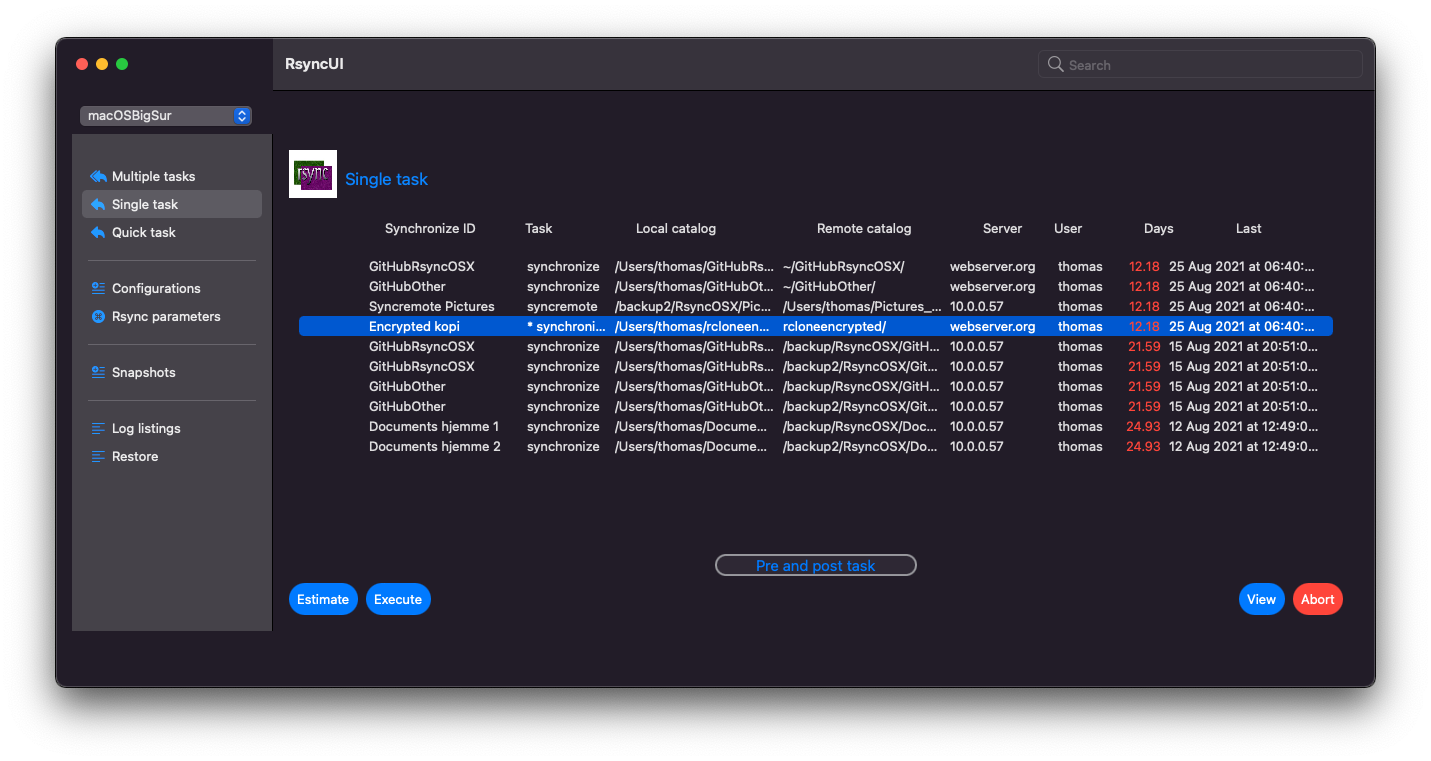 RsyncUI
Search
macOSBigSur
Multiple tasks
Single task
Quick task
Configurations
Rsync parameters
Snapshots
Log listings
Restore
rsync
Single task
Synchronize ID Task Local catalog Remote catalog Server User Days Last
GitHubRsyncOSX synchronize /Users/thomas/GitHubRs... ~/GitHubRsyncOSX/ webserver.org thomas 12.18 25 Aug 2021 at 06:40:...
GitHubOther synchronize /Users/thomas/GitHubOt... ~/GitHubOther/ webserver.org thomas 12.18 25 Aug 2021 at 06:40:...
Syncremote Pictures syncremote /backup2/RsyncOSX/Pic... /Users/thomas/Pictures_... 10.0.0.57 thomas 12.18 25 Aug 2021 at 06:40:...
Encrypted kopi * synchroni... /Users/thomas/rcloneen... rcloneencrypted/ webserver.org thomas 12.18 25 Aug 2021 at 06:40:...
GitHubRsyncOSX synchronize /Users/thomas/GitHubRs... /backup/RsyncOSX/GitH... 10.0.0.57 thomas 21.59 15 Aug 2021 at 20:51:0...
GitHubRsyncOSX synchronize /Users/thomas/GitHubRs... /backup2/RsyncOSX/Git... 10.0.0.57 thomas 21.59 15 Aug 2021 at 20:51:0...
GitHubOther synchronize /Users/thomas/GitHubOt... /backup/RsyncOSX/GitH... 10.0.0.57 thomas 21.59 15 Aug 2021 at 20:51:0...
GitHubOther synchronize /Users/thomas/GitHubOt... /backup2/RsyncOSX/Git... 10.0.0.57 thomas 21.59 15 Aug 2021 at 20:51:0...
Documents hjemme 1 synchronize /Users/thomas/Docume... /backup/RsyncOSX/Doc... 10.0.0.57 thomas 24.93 12 Aug 2021 at 12:49:0...
Documents hjemme 2 synchronize /Users/thomas/Docume... /backup2/RsyncOSX/Do... 10.0.0.57 thomas 24.93 12 Aug 2021 at 12:49:0...
Pre and post task
Estimate Execute View Abort